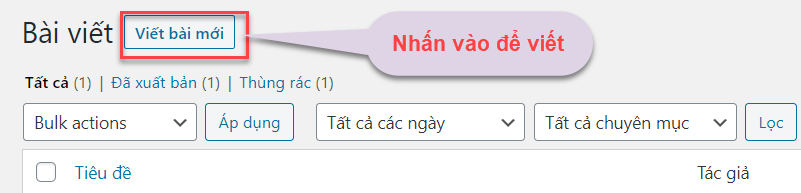 Bài viết Viết bài mới Nhấn vào để viết
Tất cả (1) | Đã xuất bản (1) | Thùng rác (1)
Bulk actions Áp dụng Tất cả các ngày Tất cả chuyên mục Lọc
Tiêu đề Tác giả